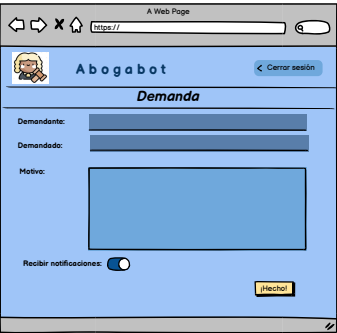 A Web Page
https://
Abogabot
Cerrar sesión
Demanda
Demandante:
Demandado:
Motivo:
Recibir notificaciones:
¡Hecho!